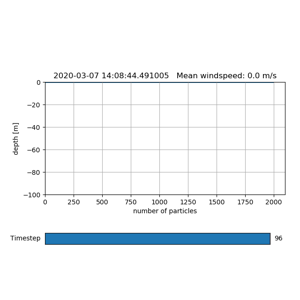 2020-03-07 14:08:44.491005   Mean windspeed: 0.0 m/s
0
−20
−40
−60
−80
−100
depth [m]
0 250 500 750 1000 1250 1500 1750 2000
number of particles
Timestep 96